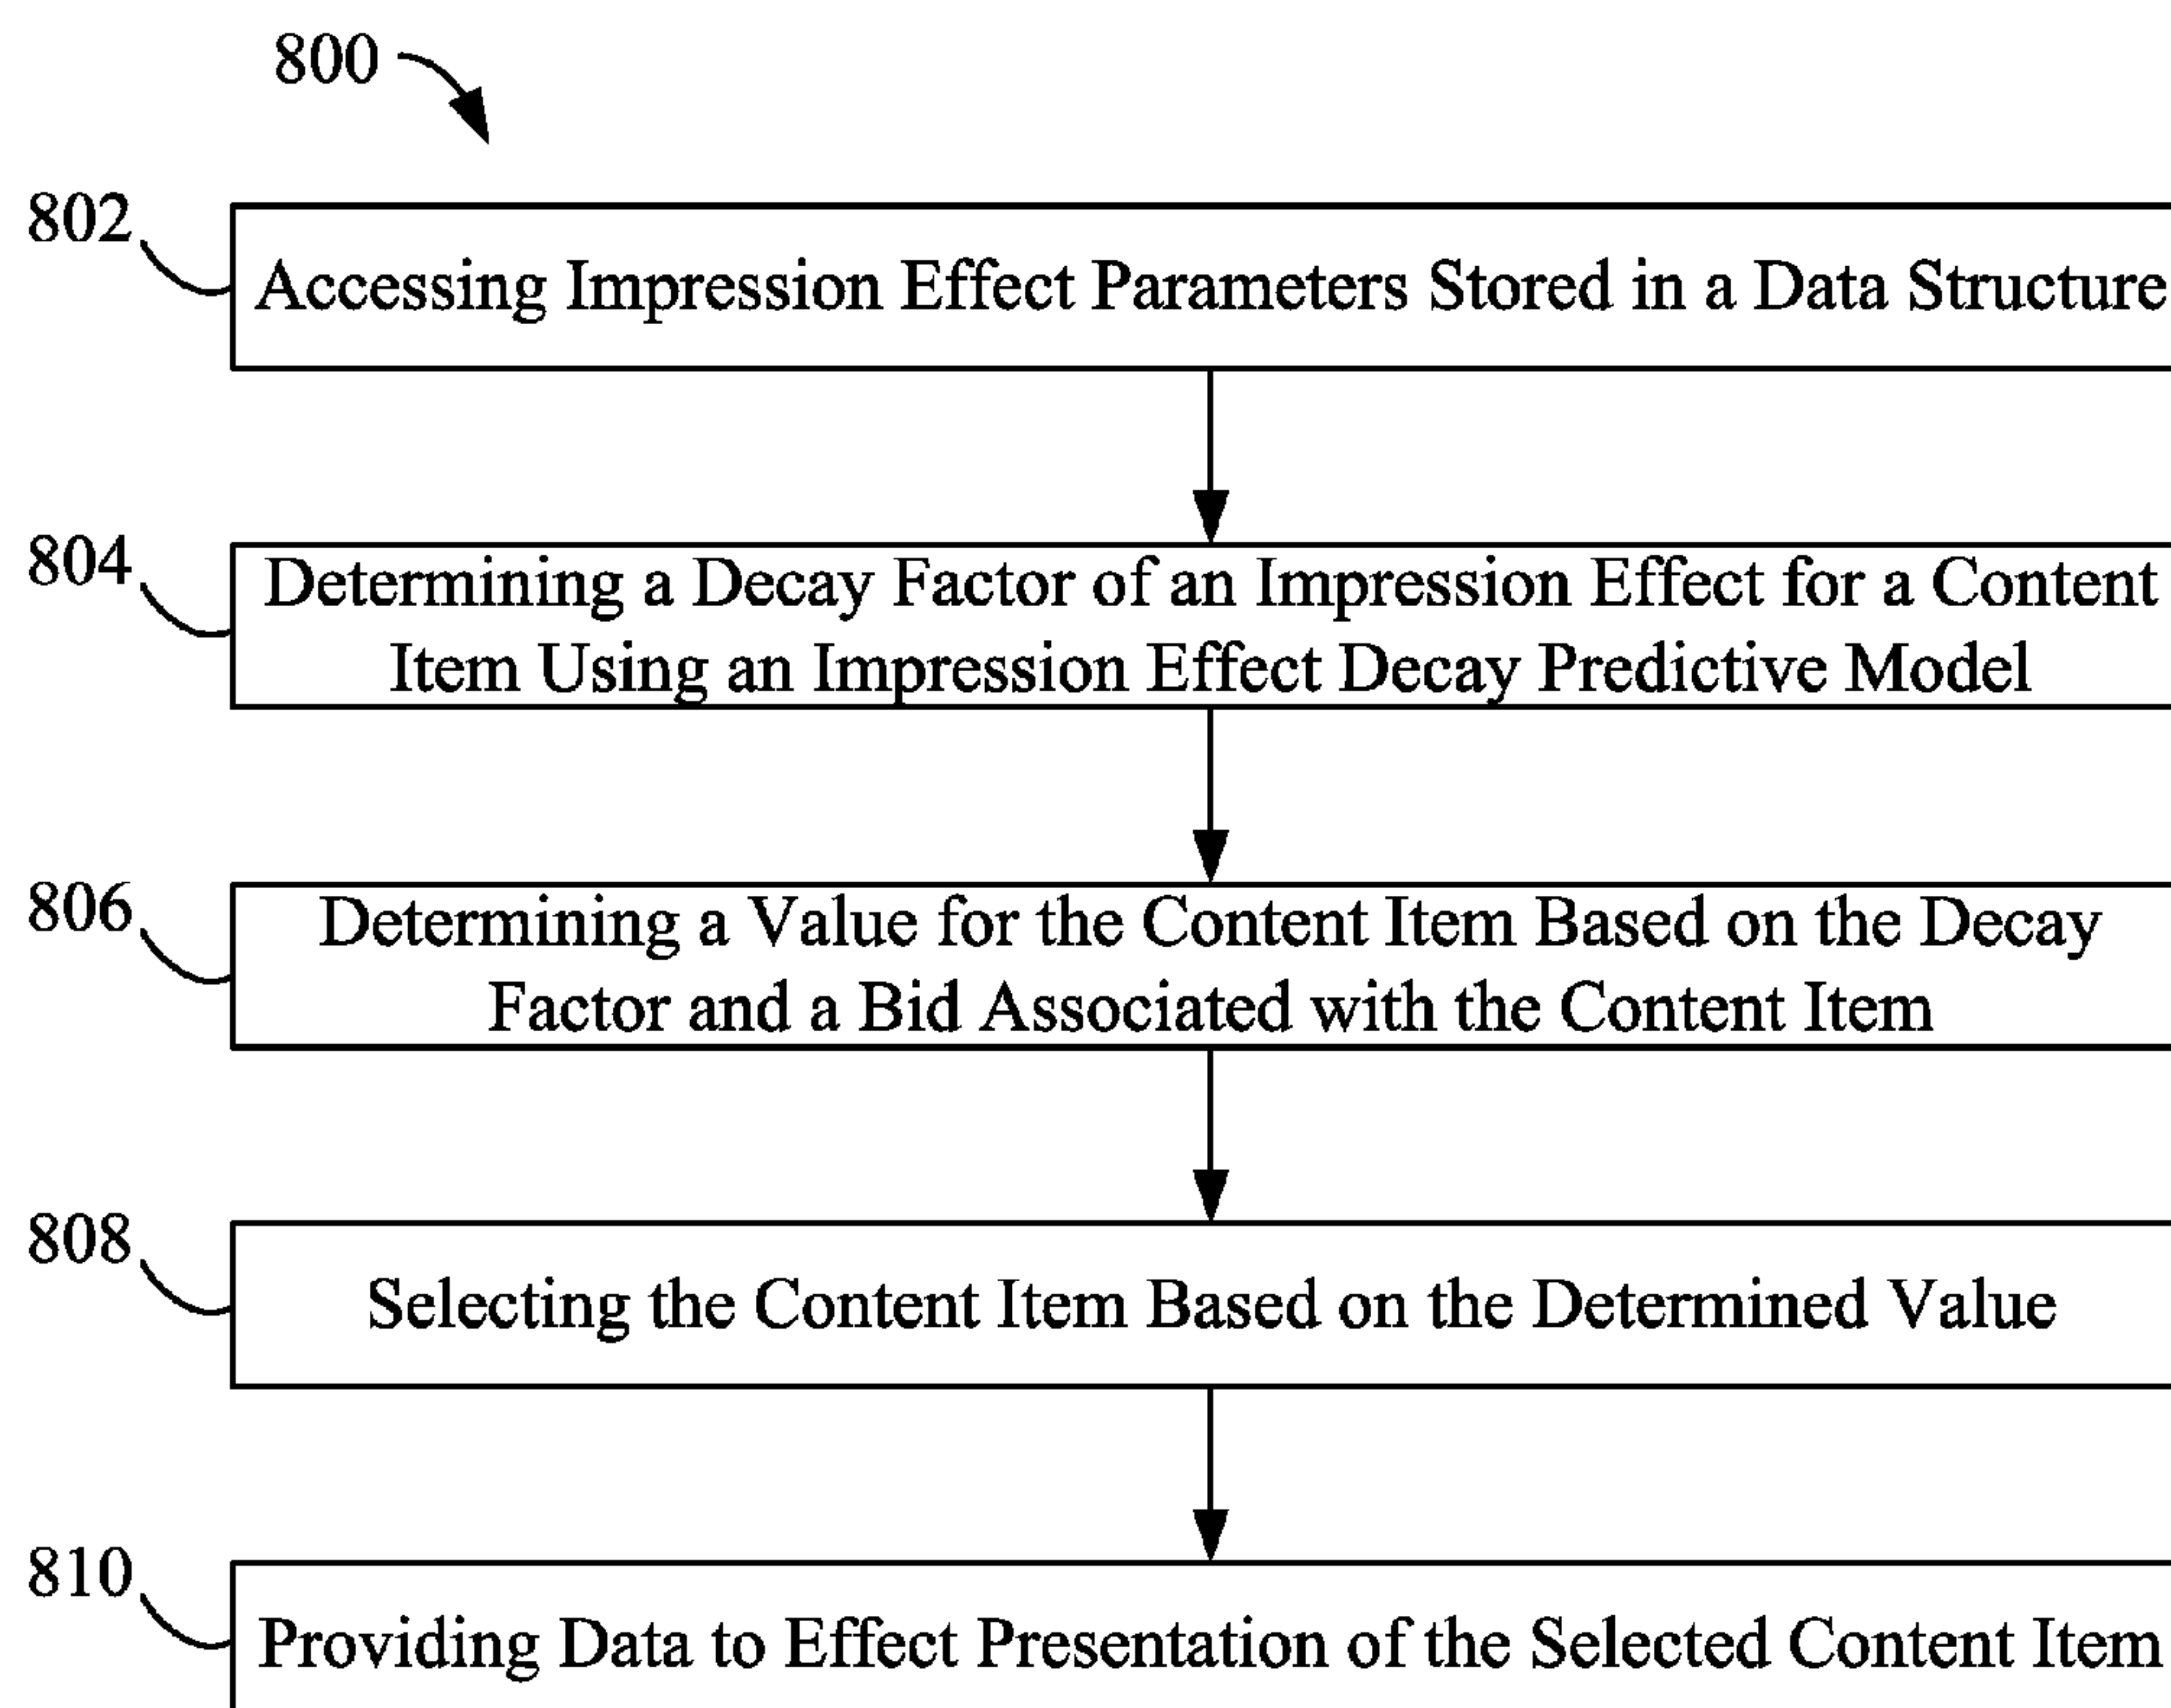 800
802
Accessing Impression Effect Parameters Stored in a Data Structure
804
Determining a Decay Factor of an Impression Effect for a Content
Item Using an Impression Effect Decay Predictive Model
806
Determining a Value for the Content Item Based on the Decay
Factor and a Bid Associated with the Content Item
808
Selecting the Content Item Based on the Determined Value
810
Providing Data to Effect Presentation of the Selected Content Item